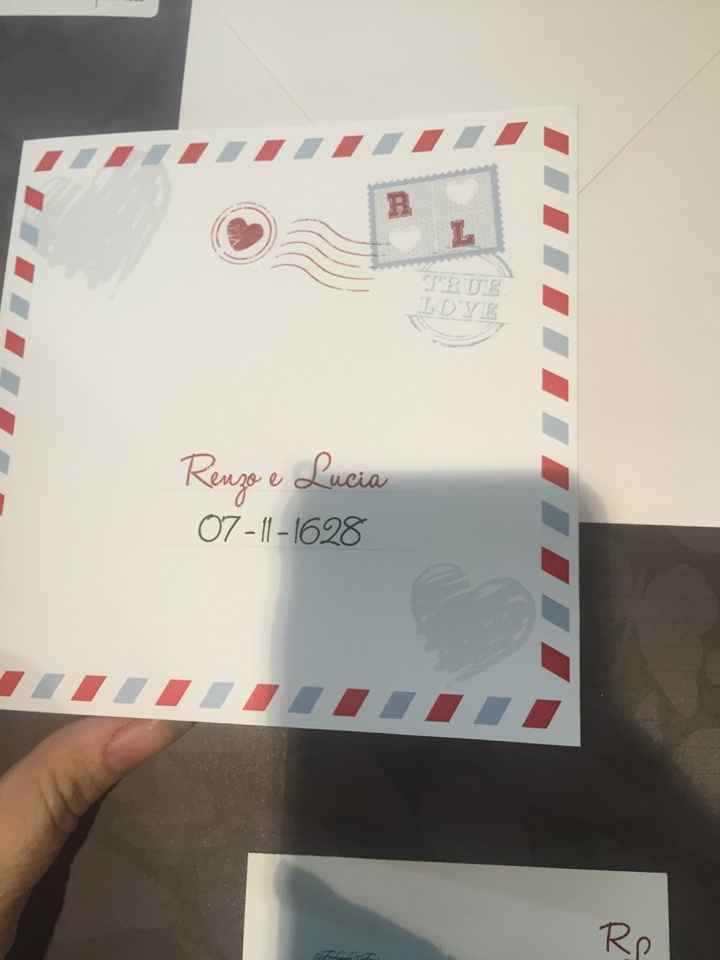 R
L
TRUE
LOVE
Renzo e Lucia
07-11-1628